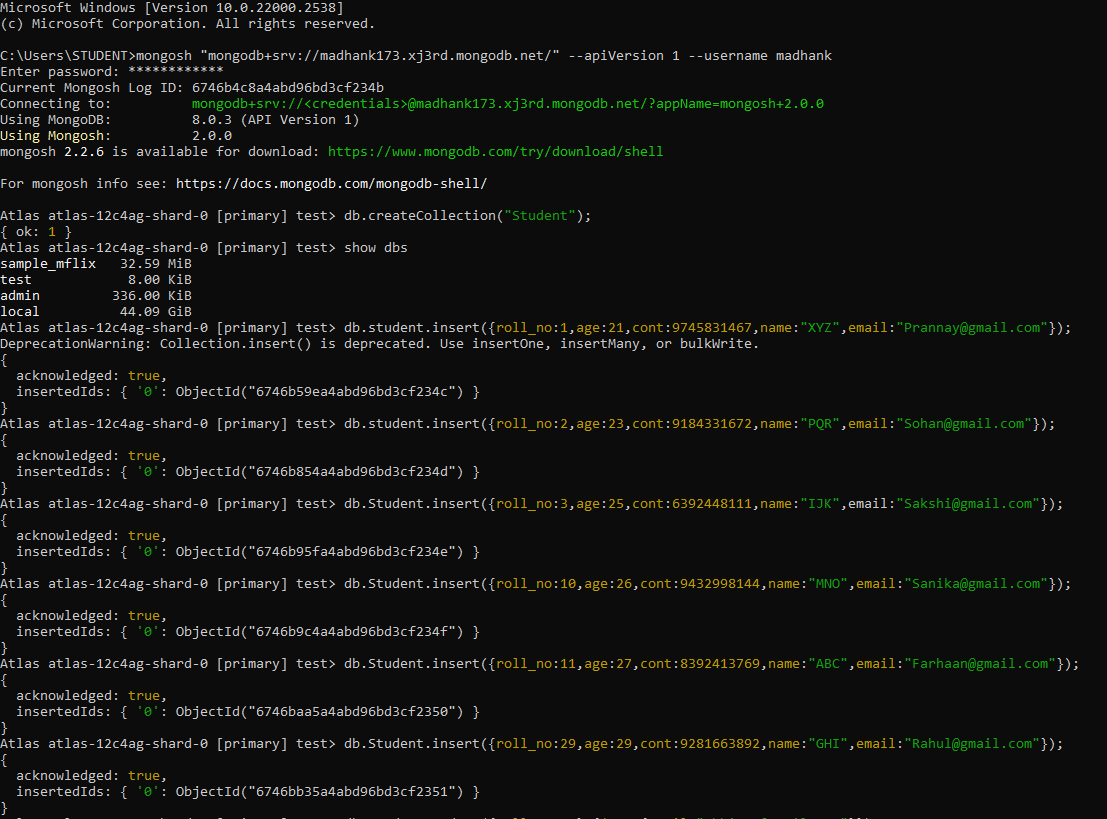 Microsoft Windows [Version 10.0.22000.2538]
(c) Microsoft Corporation. All rights reserved.
C:\Users\STUDENT>mongosh "mongodb+srv://madhank173.xj3rd.mongodb.net/" --apiVersion 1 --username madhank
Enter password: ************
Current Mongosh Log ID: 6746b4c8a4abd96bd3cf234b
Connecting to:          mongodb+srv://<credentials>@madhank173.xj3rd.mongodb.net/?appName=mongosh+2.0.0
Using MongoDB:          8.0.3 (API Version 1)
Using Mongosh:          2.0.0
mongosh 2.2.6 is available for download: https://www.mongodb.com/try/download/shell
For mongosh info see: https://docs.mongodb.com/mongodb-shell/
Atlas atlas-12c4ag-shard-0 [primary] test> db.createCollection("Student");
{ ok: 1 }
Atlas atlas-12c4ag-shard-0 [primary] test> show dbs
sample_mflix   32.59 MiB
test            8.00 KiB
admin         336.00 KiB
local          44.09 GiB
Atlas atlas-12c4ag-shard-0 [primary] test> db.student.insert({roll_no:1,age:21,cont:9745831467,name:"XYZ",email:"Prannay@gmail.com"});
DeprecationWarning: Collection.insert() is deprecated. Use insertOne, insertMany, or bulkWrite.
{
  acknowledged: true,
  insertedIds: { '0': ObjectId("6746b59ea4abd96bd3cf234c") }
}
Atlas atlas-12c4ag-shard-0 [primary] test> db.student.insert({roll_no:2,age:23,cont:9184331672,name:"PQR",email:"Sohan@gmail.com"});
{
  acknowledged: true,
  insertedIds: { '0': ObjectId("6746b854a4abd96bd3cf234d") }
}
Atlas atlas-12c4ag-shard-0 [primary] test> db.Student.insert({roll_no:3,age:25,cont:6392448111,name:"IJK",email:"Sakshi@gmail.com"});
{
  acknowledged: true,
  insertedIds: { '0': ObjectId("6746b95fa4abd96bd3cf234e") }
}
Atlas atlas-12c4ag-shard-0 [primary] test> db.Student.insert({roll_no:10,age:26,cont:9432998144,name:"MNO",email:"Sanika@gmail.com"});
{
  acknowledged: true,
  insertedIds: { '0': ObjectId("6746b9c4a4abd96bd3cf234f") }
}
Atlas atlas-12c4ag-shard-0 [primary] test> db.Student.insert({roll_no:11,age:27,cont:8392413769,name:"ABC",email:"Farhaan@gmail.com"});
{
  acknowledged: true,
  insertedIds: { '0': ObjectId("6746baa5a4abd96bd3cf2350") }
}
Atlas atlas-12c4ag-shard-0 [primary] test> db.Student.insert({roll_no:29,age:29,cont:9281663892,name:"GHI",email:"Rahul@gmail.com"});
{
  acknowledged: true,
  insertedIds: { '0': ObjectId("6746bb35a4abd96bd3cf2351") }
}